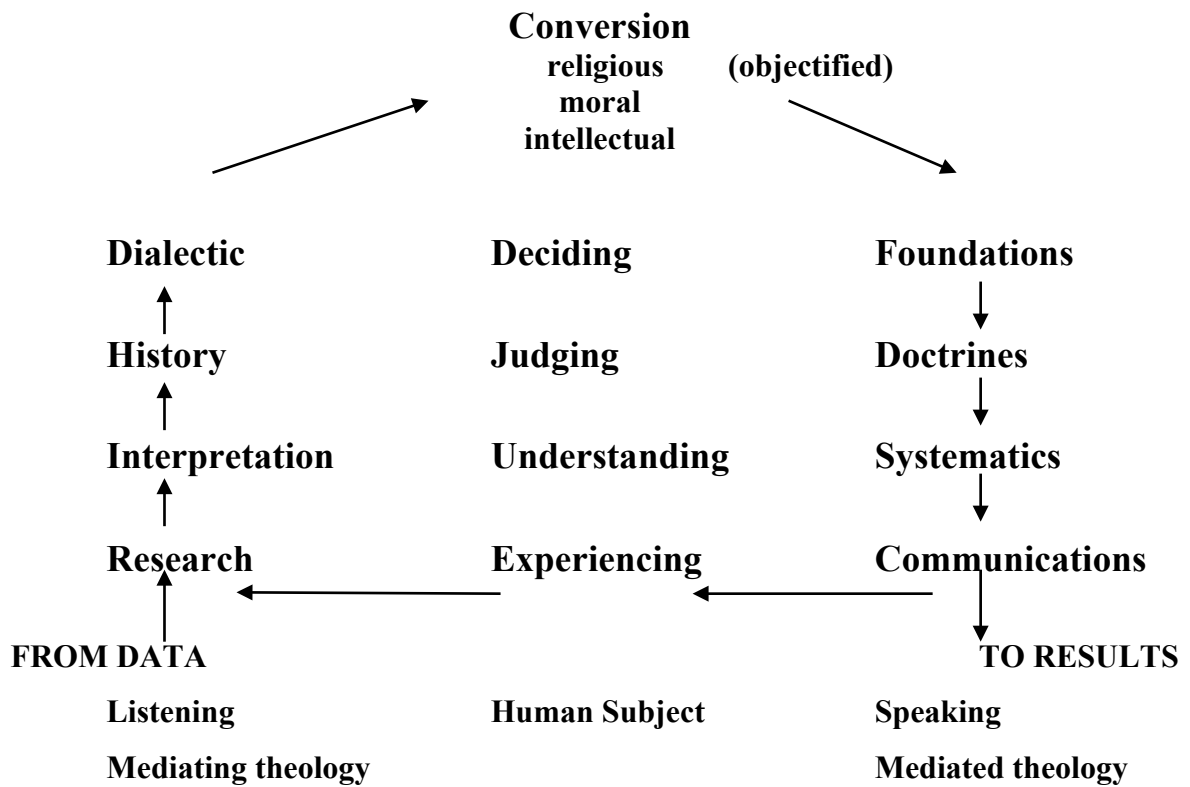 Conversion
religious (objectified)
moral
intellectual
Dialectic Deciding Foundations
History Judging Doctrines
Interpretation Understanding Systematics
Research Experiencing Communications
FROM DATA TO RESULTS
Listening Human Subject Speaking
Mediating theology Mediated theology